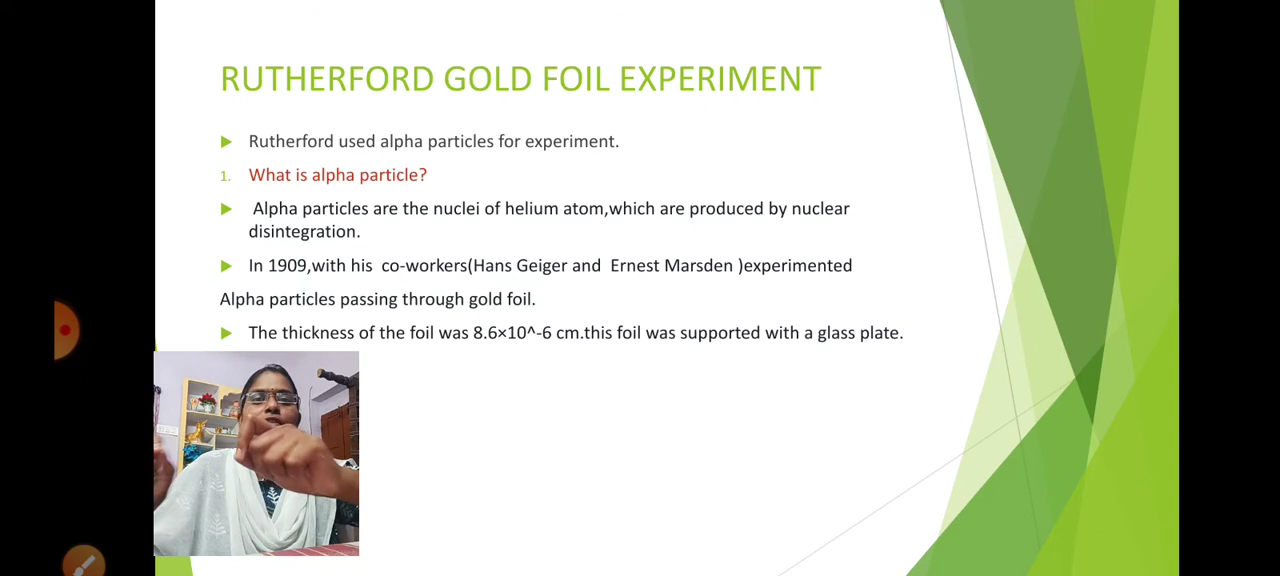 RUTHERFORD GOLD FOIL EXPERIMENT
Rutherford used alpha particles for experiment.
1. What is alpha particle?
Alpha particles are the nuclei of helium atom,which are produced by nuclear
disintegration.
In 1909,with his co-workers(Hans Geiger and Ernest Marsden )experimented
Alpha particles passing through gold foil.
The thickness of the foil was 8.6×10^-6 cm.this foil was supported with a glass plate.